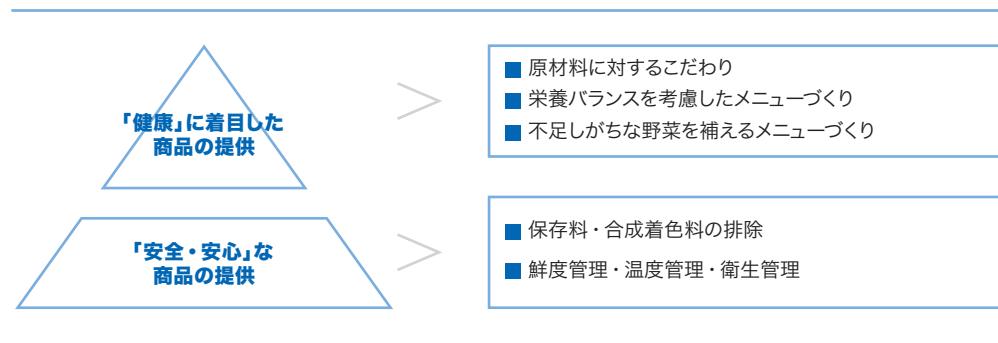 「健康」に着目した
商品の提供
■ 原材料に対するこだわり
■ 栄養バランスを考慮したメニューづくり
■ 不足しがちな野菜を補えるメニューづくり
「安全・安心」な
商品の提供
■ 保存料・合成着色料の排除
■ 鮮度管理・温度管理・衛生管理